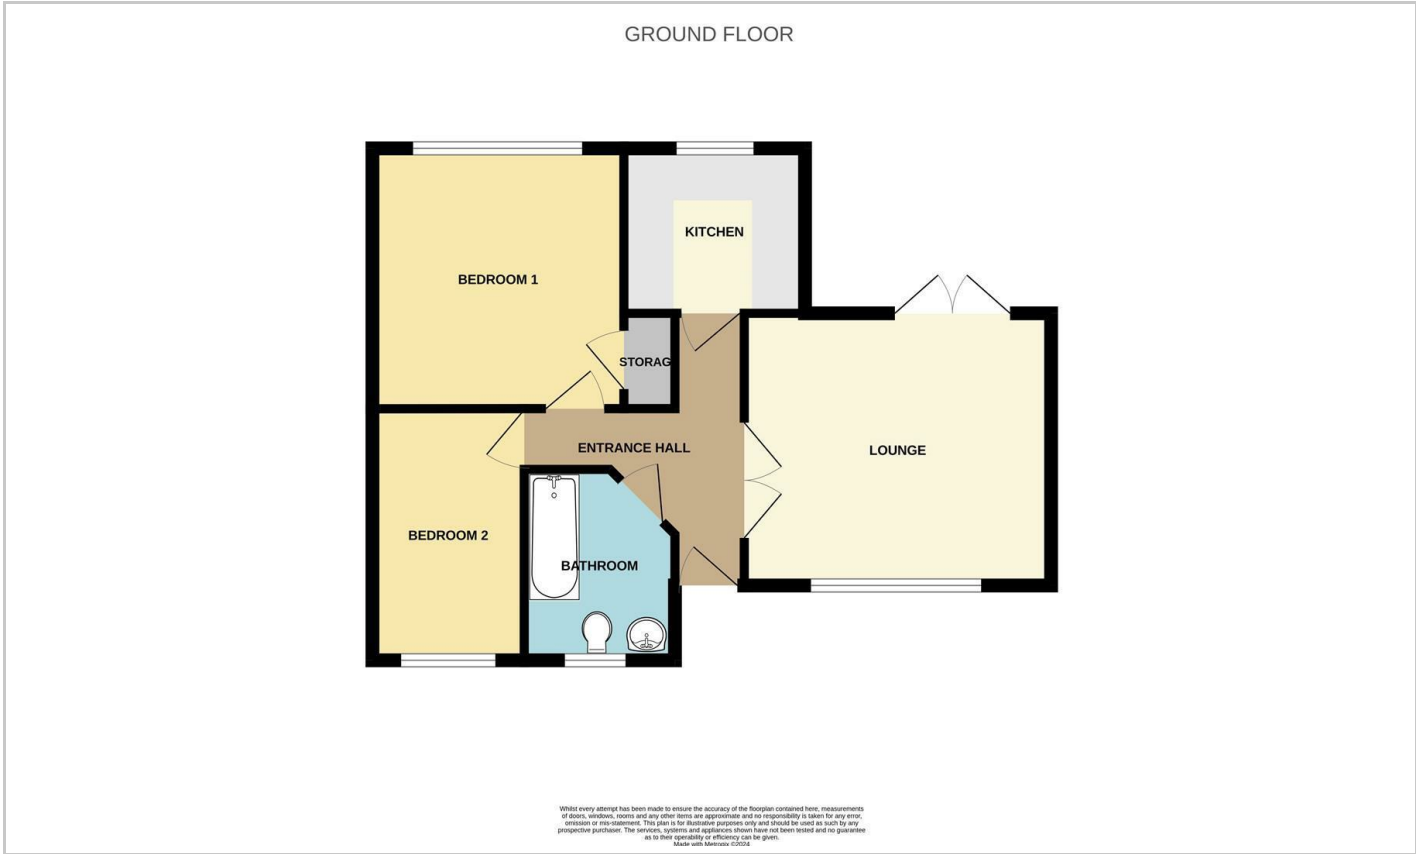 GROUND FLOOR
KITCHEN
BEDROOM 1
STORAG
ENTRANCE HALL
LOUNGE
BEDROOM 2
BATHROOM
Whilst every attempt has been made to ensure the accuracy of the floorplan contained here, measurements
of doors, windows, rooms and any other items are approximate and no responsibility is taken for any error,
omission or mis-statement. This plan is for illustrative purposes only and should be used as such by any
prospective purchaser. The services, systems and appliances shown have not been tested and no guarantee
as to their operability or efficiency can be given.
Made with Metropix ©2024